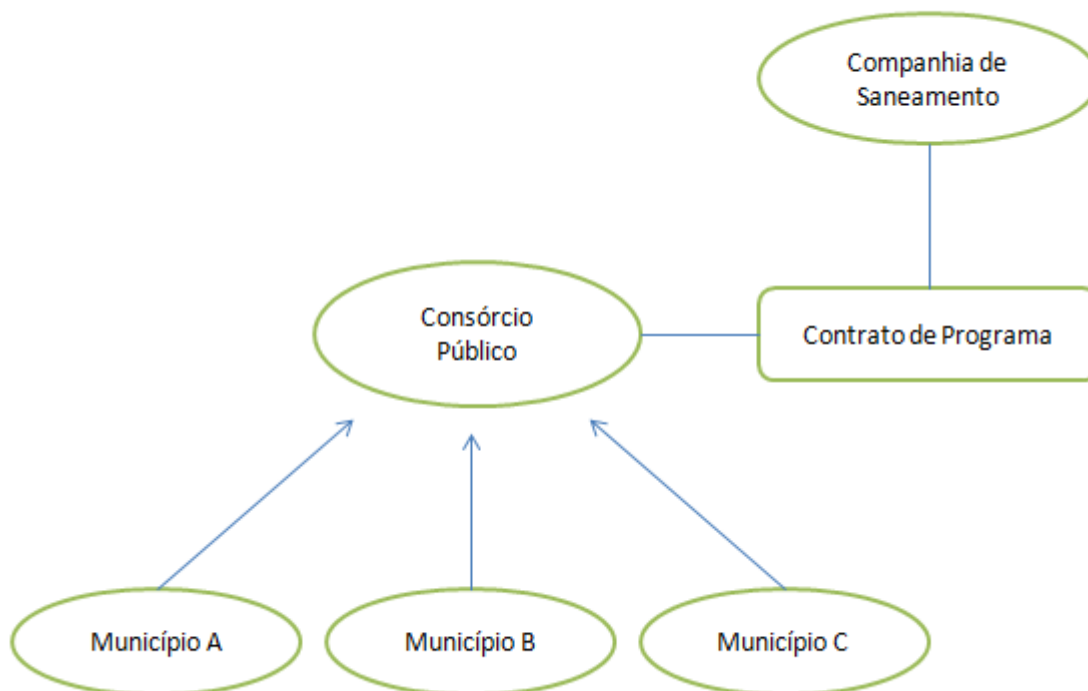 Companhia de
Saneamento
Consórcio
Público
Contrato de Programa
Município A
Município B
Município C